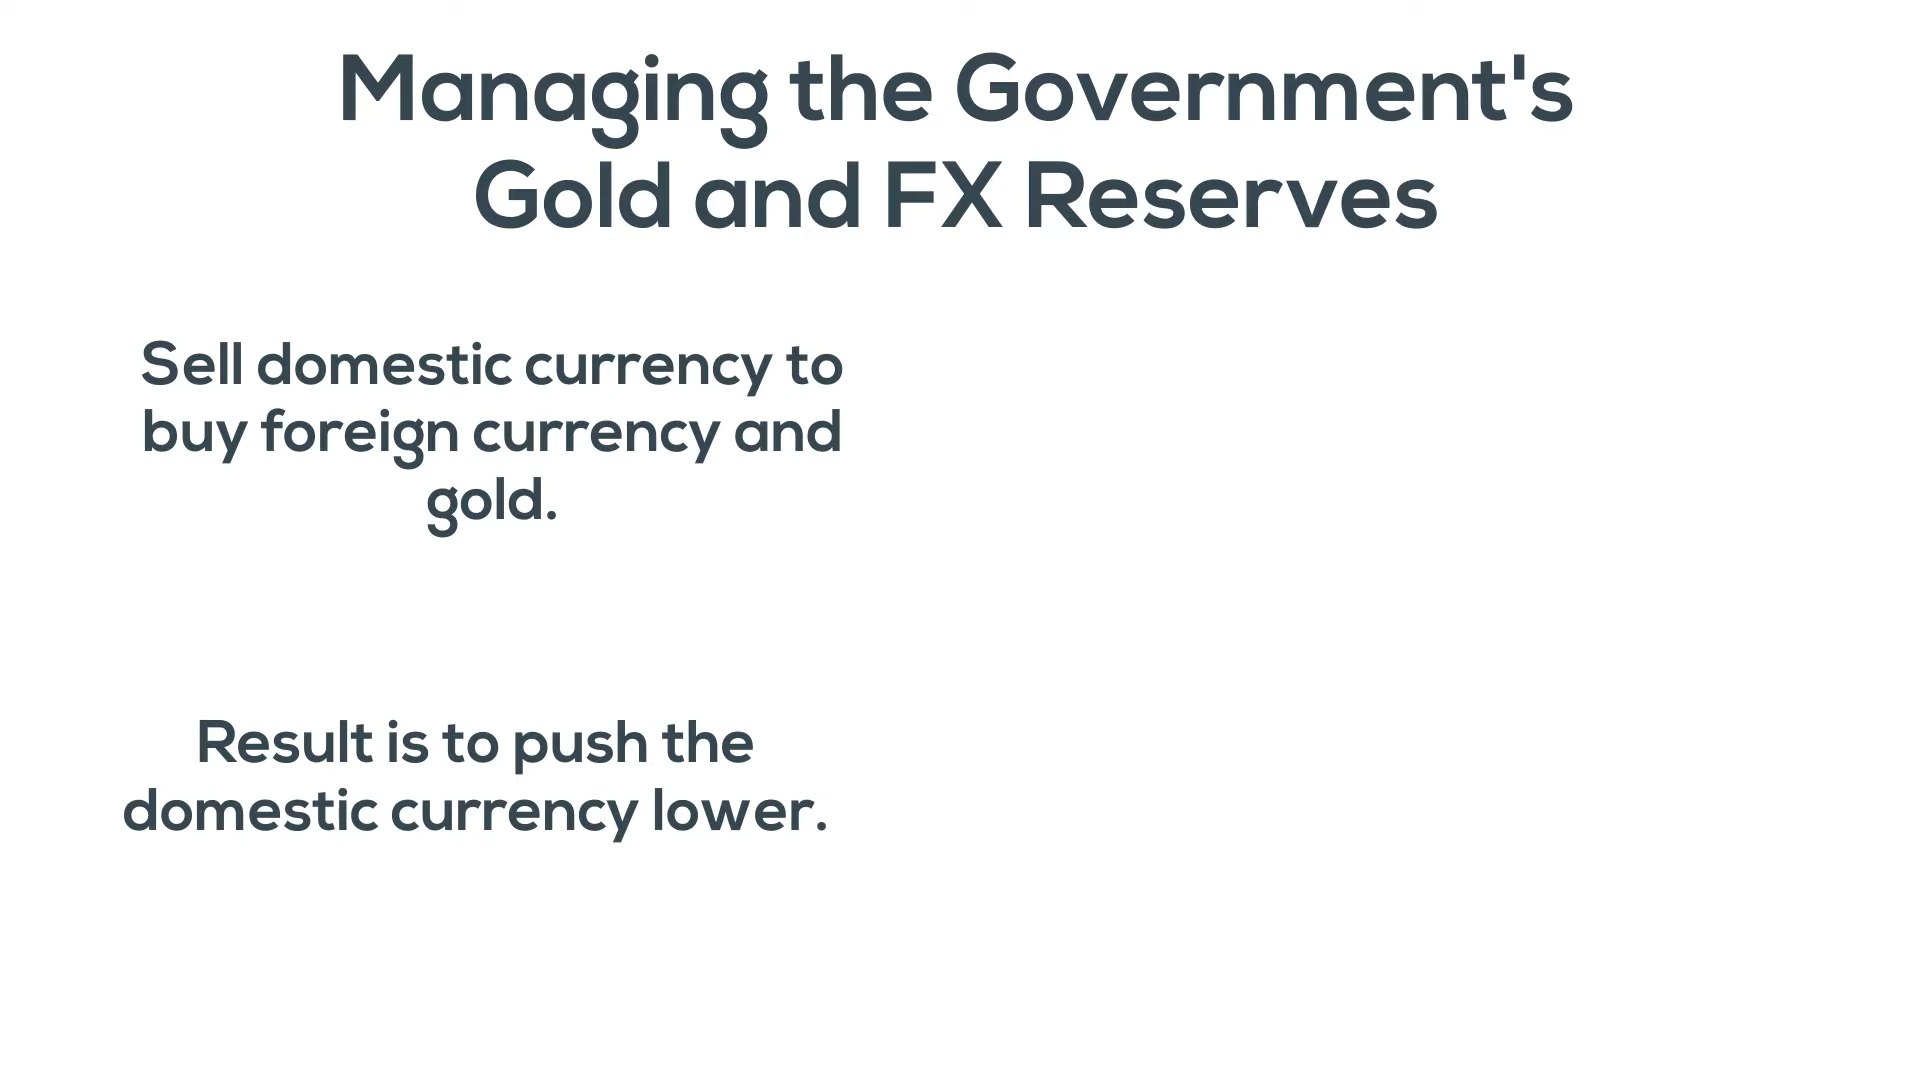 Managing the Government's
Gold and FX Reserves
Sell domestic currency to
buy foreign currency and
gold.
Result is to push the
domestic currency lower.